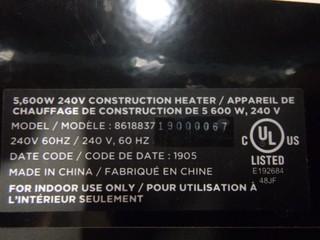 5,600W 240V CONSTRUCTION HEATER / APPAREIL DE
CHAUFFAGE DE CONSTRUCTION DE 5 600 W, 240 V
MODEL / MODÈLE : 8618837 19000067
240V 60HZ / 240 V, 60 HZ
DATE CODE / CODE DE DATE : 1905
MADE IN CHINA / FABRIQUÉ EN CHINE
FOR INDOOR USE ONLY / POUR UTILISATION À
L'INTÉRIEUR SEULEMENT
C UL US
LISTED
E192684
48JF